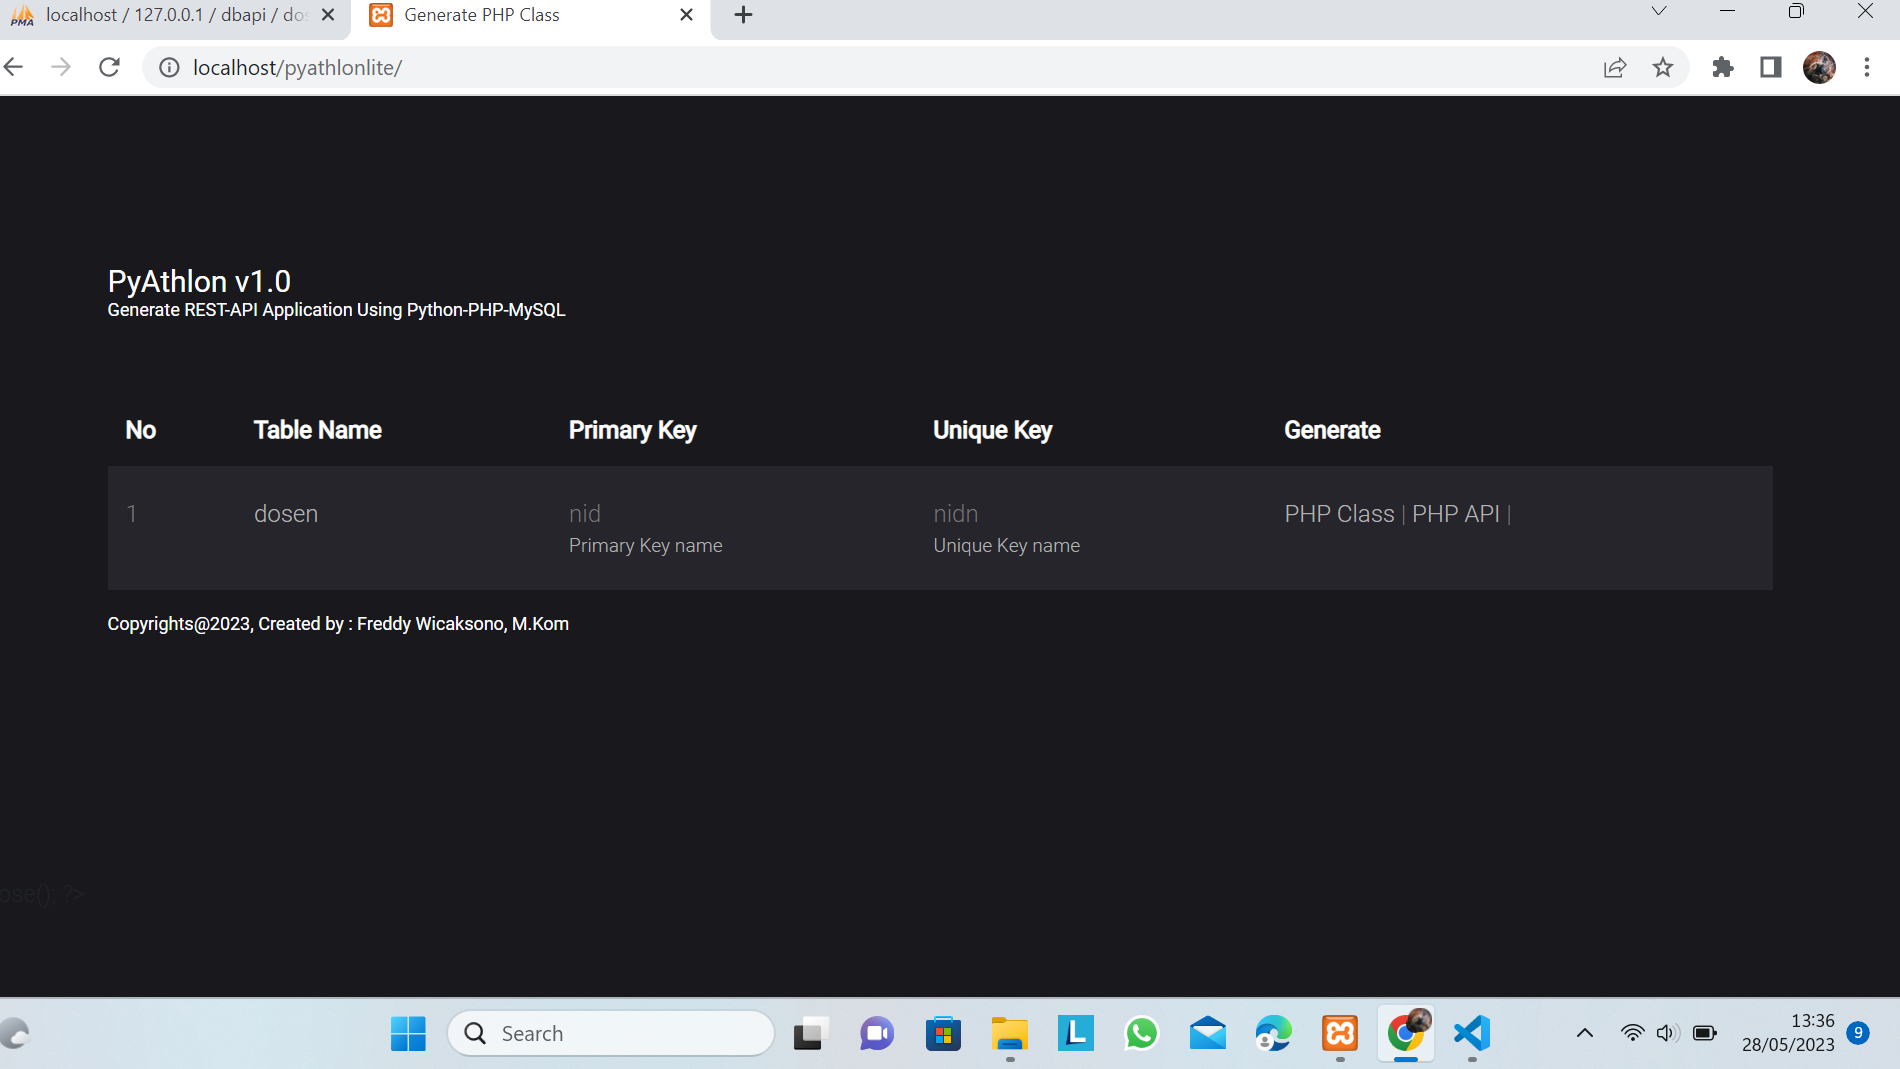 localhost / 127.0.0.1 / dbapi / dos
Generate PHP Class
localhost/pyathlonlite/
PyAthlon v1.0
Generate REST-API Application Using Python-PHP-MySQL
No Table Name Primary Key Unique Key Generate
1 dosen nid nidn PHP Class | PHP API |
Primary Key name Unique Key name
Copyrights@2023, Created by : Freddy Wicaksono, M.Kom
ose(); ?>
Search
13:36
28/05/2023
9